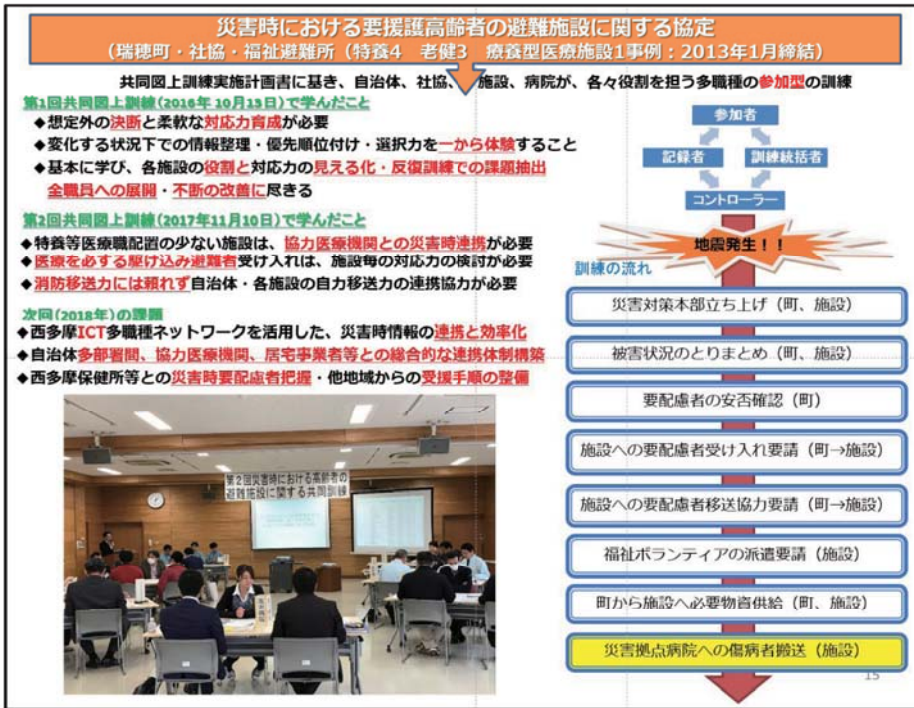 災害時における要援護高齢者の避難施設に関する協定
（瑞穂町・社協・福祉避難所（特養4　老健3　療養型医療施設1事例：2013年1月締結）
共同図上訓練実施計画書に基き、自治体、社協、 施設、病院が、各々役割を担う多職種の参加型の訓練
第1回共同図上訓練（2016年 10月13日）で学んだこと
◆想定外の決断と柔軟な対応力育成が必要
◆変化する状況下での情報整理・優先順位付け・選択力を一から体験すること
◆基本に学び、各施設の役割と対応力の見える化・反復訓練での課題抽出
全職員への展開・不断の改善に尽きる
第2回共同図上訓練（2017年11月10日）で学んだこと
◆特養等医療職配置の少ない施設は、協力医療機関との災害時連携が必要
◆医療を必する駆け込み避難者受け入れは、施設毎の対応力の検討が必要
◆消防移送力には頼れず自治体・各施設の自力移送力の連携協力が必要
次回（2018年）の課題
◆西多摩ICT多職種ネットワークを活用した、災害時情報の連携と効率化
◆自治体多部署間、協力医療機関、居宅事業者等との総合的な連携体制構築
◆西多摩保健所等との災害時要配慮者把握・他地域からの受援手順の整備
第２回災害時における高齢者の
避難施設に関する共同訓練
参加者
記録者
訓練統括者
コントローラー
地震発生！！
訓練の流れ
災害対策本部立ち上げ（町、施設）
被害状況のとりまとめ（町、施設）
要配慮者の安否確認（町）
施設への要配慮者受け入れ要請（町→施設）
施設への要配慮者移送協力要請（町→施設）
福祉ボランティアの派遣要請（施設）
町から施設へ必要物資供給（町、施設）
災害拠点病院への傷病者搬送（施設）
15